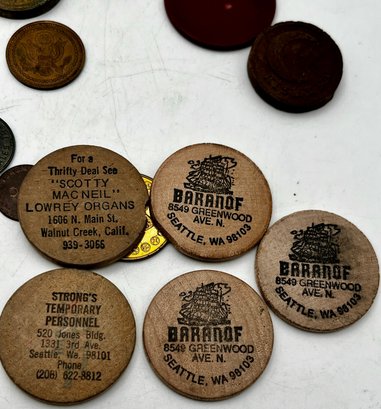 For a
Thrifty Deal See
"SCOTTY
MAC NEIL"
LOWREY ORGANS
1606 N. Main St.
Walnut Creek, Calif.
939-3066
BARANOF
8549 GREENWOOD
AVE. N.
SEATTLE, WA 98103
BARANOF
8549 GREENWOOD
AVE. N.
SEATTLE, WA 98103
STRONG'S
TEMPORARY
PERSONNEL
520 Jones Bldg.
1331 3rd Ave.
Seattle, Wa. 98101
Phone
(206) 622-8812
BARANOF
8549 GREENWOOD
AVE. N.
SEATTLE, WA 98103